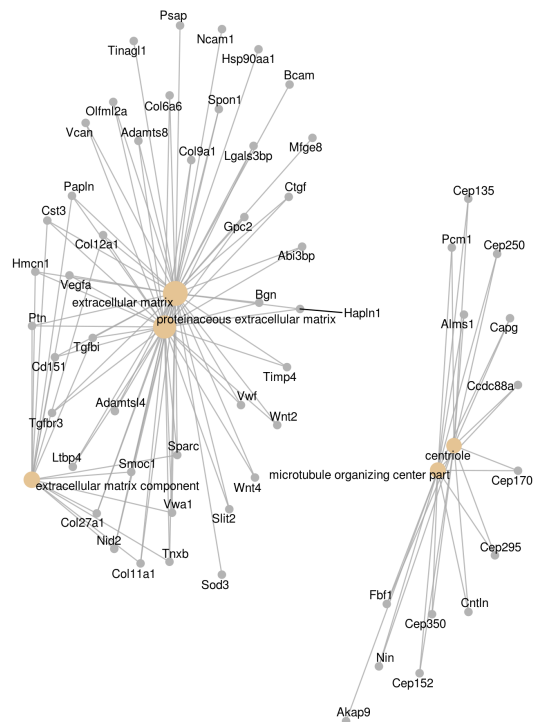 Psap
Ncam1
Tinagl1
Hsp90aa1
Bcam
Col6a6
Spon1
Olfml2a
Vcan
Adamts8
Mfge8
Col9a1
Lgals3bp
Papln
Ctgf
Cep135
Cst3
Gpc2
Col12a1
Pcm1
Cep250
Abi3bp
Hmcn1
Vegfa
extracellular matrix
Bgn
Hapln1
Ptn
proteinaceous extracellular matrix
Alms1
Capg
Tgfbi
Cd151
Timp4
Ccdc88a
Adamtsl4
Vwf
Wnt2
Tgfbr3
Sparc
centriole
Ltbp4
Smoc1
microtubule organizing center part
Cep170
extracellular matrix component
Wnt4
Vwa1
Col27a1
Slit2
Nid2
Cep295
Tnxb
Col11a1
Sod3
Fbf1
Cntln
Cep350
Nin
Cep152
Akap9